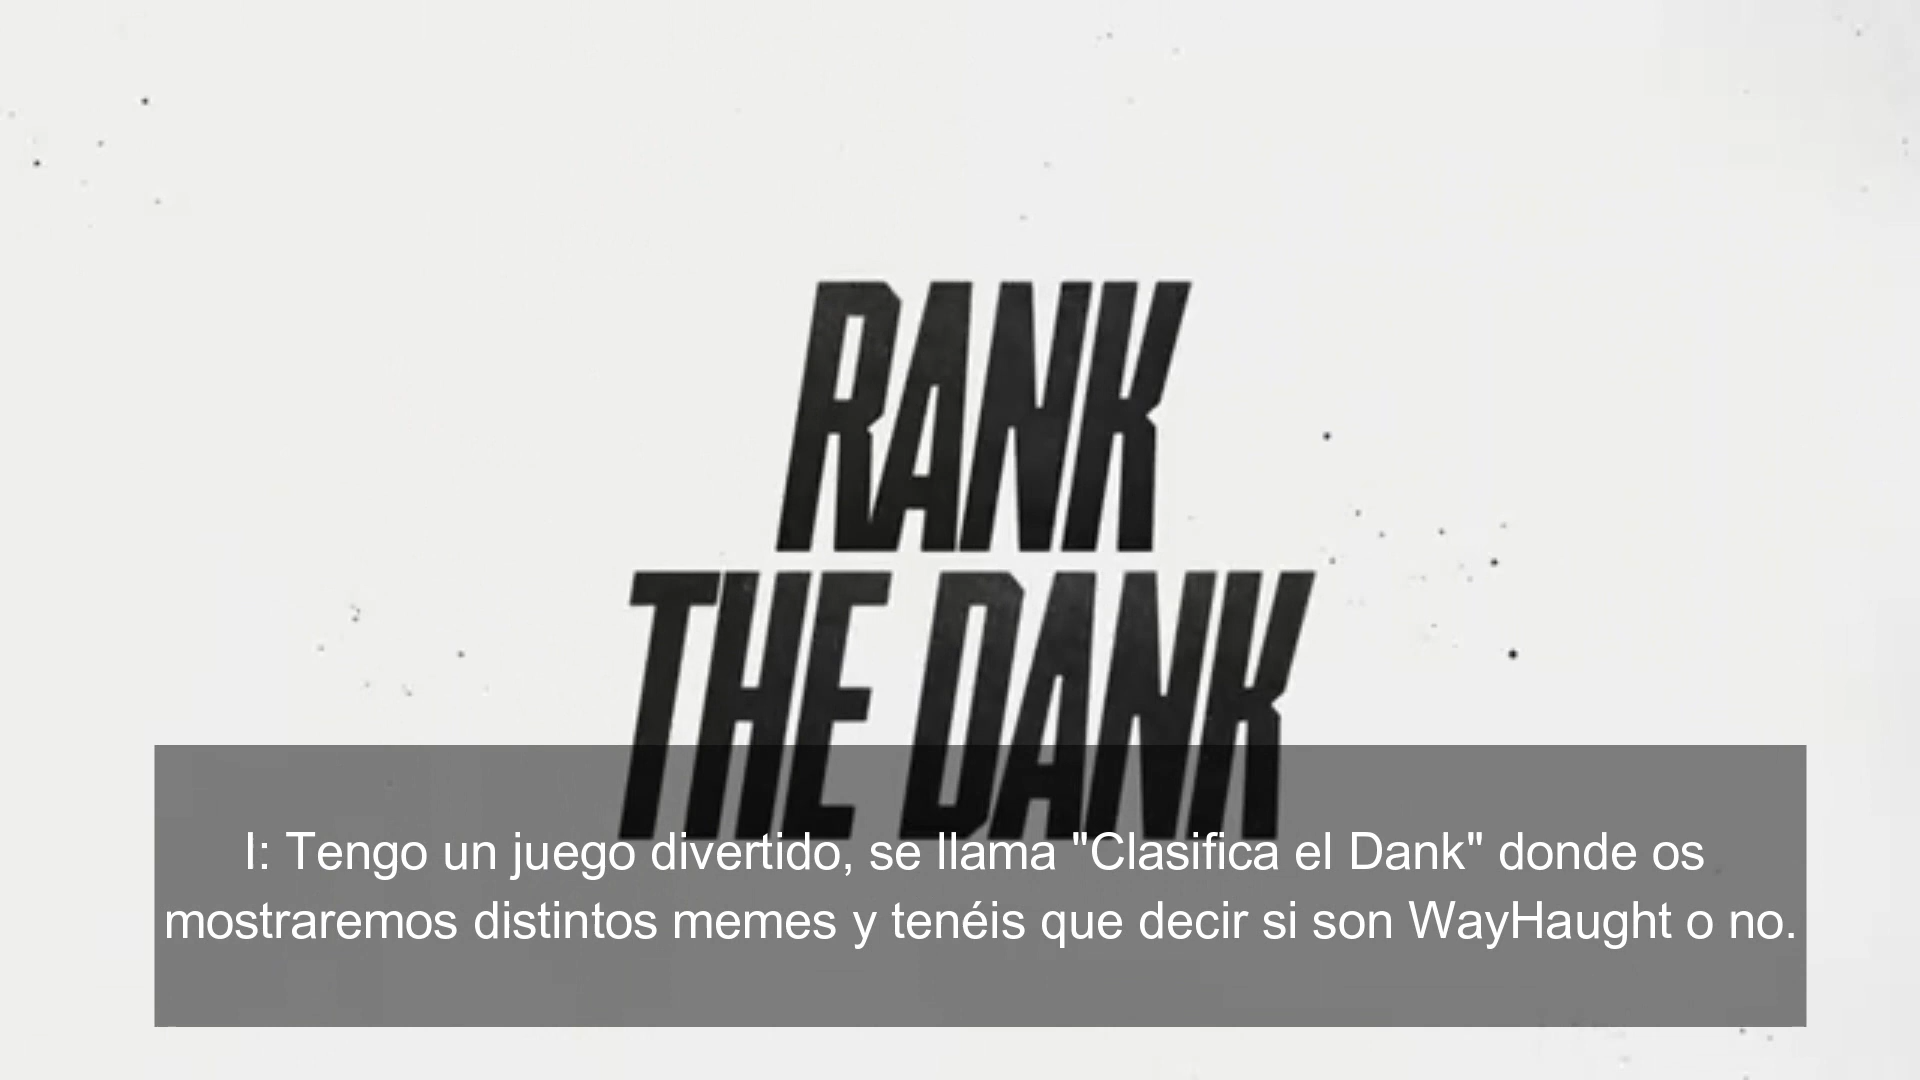 RANK
THE DANK
I: Tengo un juego divertido, se llama "Clasifica el Dank" donde os
mostraremos distintos memes y tenéis que decir si son WayHaught o no.